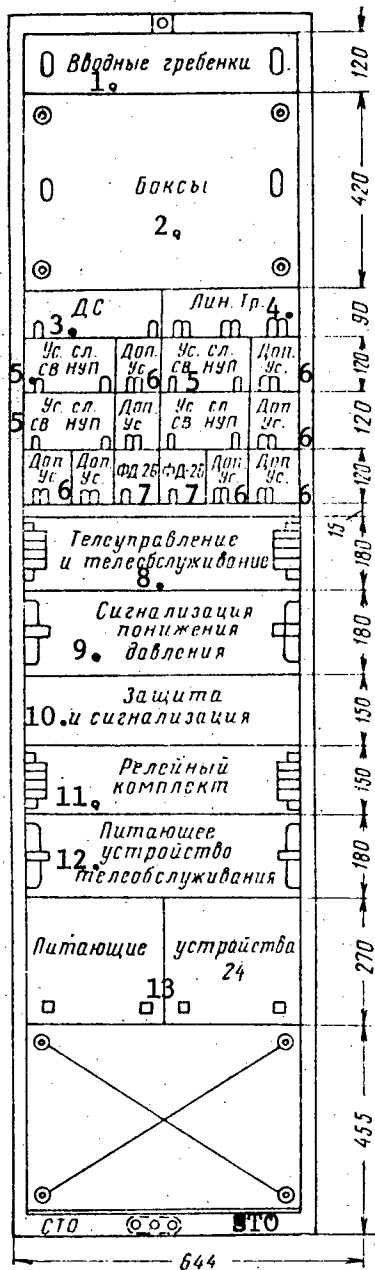 Вводные гребенки
1.
120
Боксы
2.
420
ДС
Лин. Тр.
3.
4.
90
Ус. сл.
св НУП
Доп.
Ус
Ус. сл.
св НУП
Доп.
Ус.
5.
6
5
6
120
Ус. сл.
св НУП
Доп
Ус
Ус сл
св НУП
Доп
Ус.
5
6
120
Доп
Ус.
Доп
Ус.
ФД-2Б
ФД-2Б
Доп
Ус
Доп
Ус.
6
7
7
6
6
120
15
Телеуправление
и телеобслуживание
8.
180
Сигнализация
понижения
давления
9.
180
Защита
10. и сигнализация
150
Релейный
комплект
11.
150
Питающее
устройство
телеобслуживания
12.
180
Питающие устройства
24
13
270
455
СТО
STO
644